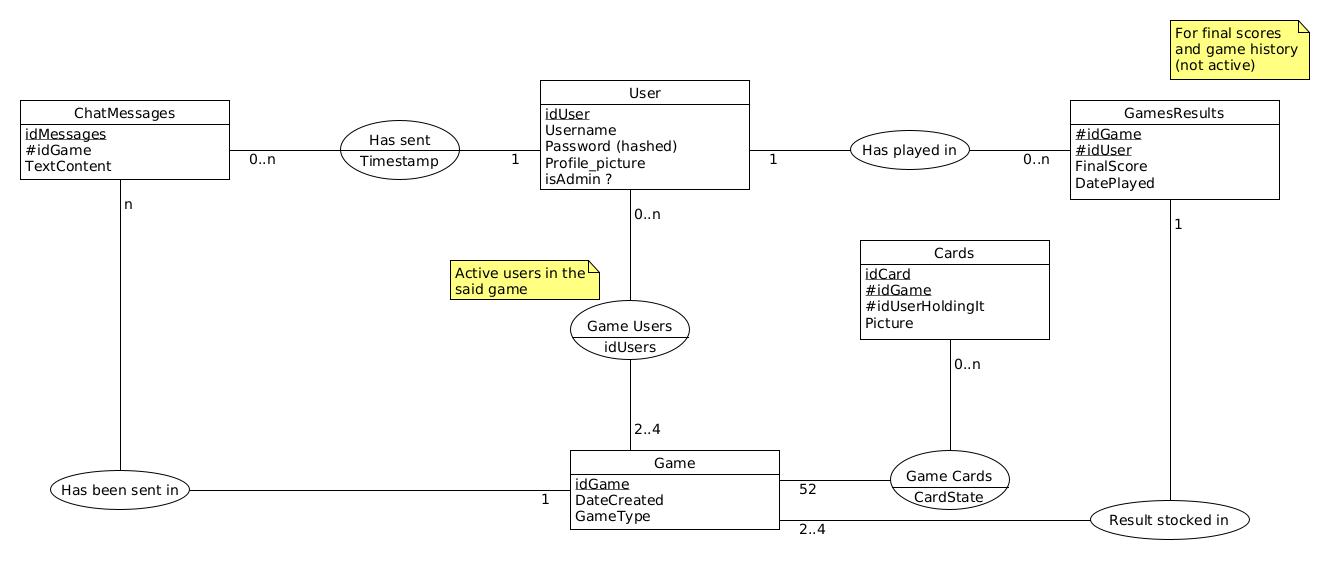 For final scores
and game history
(not active)
ChatMessages
idMessages
#idGame
TextContent
0..n
Has sent
Timestamp
1
User
idUser
Username
Password (hashed)
Profile_picture
isAdmin ?
1
Has played in
0..n
GamesResults
#idGame
#idUser
FinalScore
DatePlayed
n
0..n
1
Active users in the
said game
Cards
idCard
#idGame
#idUserHoldingIt
Picture
Game Users
idUsers
0..n
2..4
Has been sent in
1
Game
idGame
DateCreated
GameType
52
Game Cards
CardState
2..4
Result stocked in